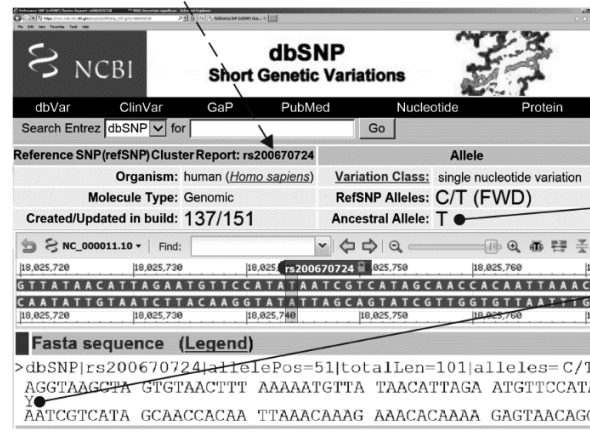 NCBI
dbSNP
Short Genetic Variations
dbVar ClinVar GaP PubMed Nucleotide Protein
Search Entrez dbSNP for Go
Reference SNP(refSNP)Cluster Report: rs200670724 Allele
Organism: human (Homo sapiens) Variation Class: single nucleotide variation
Molecule Type: Genomic RefSNP Alleles: C/T (FWD)
Created/Updated in build: 137/151 Ancestral Allele: T
NC_000011.10 Find:
18,025,720 18,025,730 18,025, rs200670724 25,750 18,025,760
GTTATAACATTAGAATGTTCCATATAATCGTCATAGCAACCACAATTAAAC
CAATATTGTAATCTTACAAGGTATATTAGCAGTATCGTTGGTGTTAATTTG
18,025,720 18,025,730 18,025,740 18,025,750 18,025,760
Fasta sequence (Legend)
>dbSNP|rs200670724|allelePos=51|totalLen=101|alleles= C/T
AGGTAAGCTA GTGTAACTTT AAAAATGTTA TAACATTAGA ATGTTCCATA
Y
AATCGTCATA GCAACCACAA TTAAACAAAG AAACACAAAA GAGTAACAG